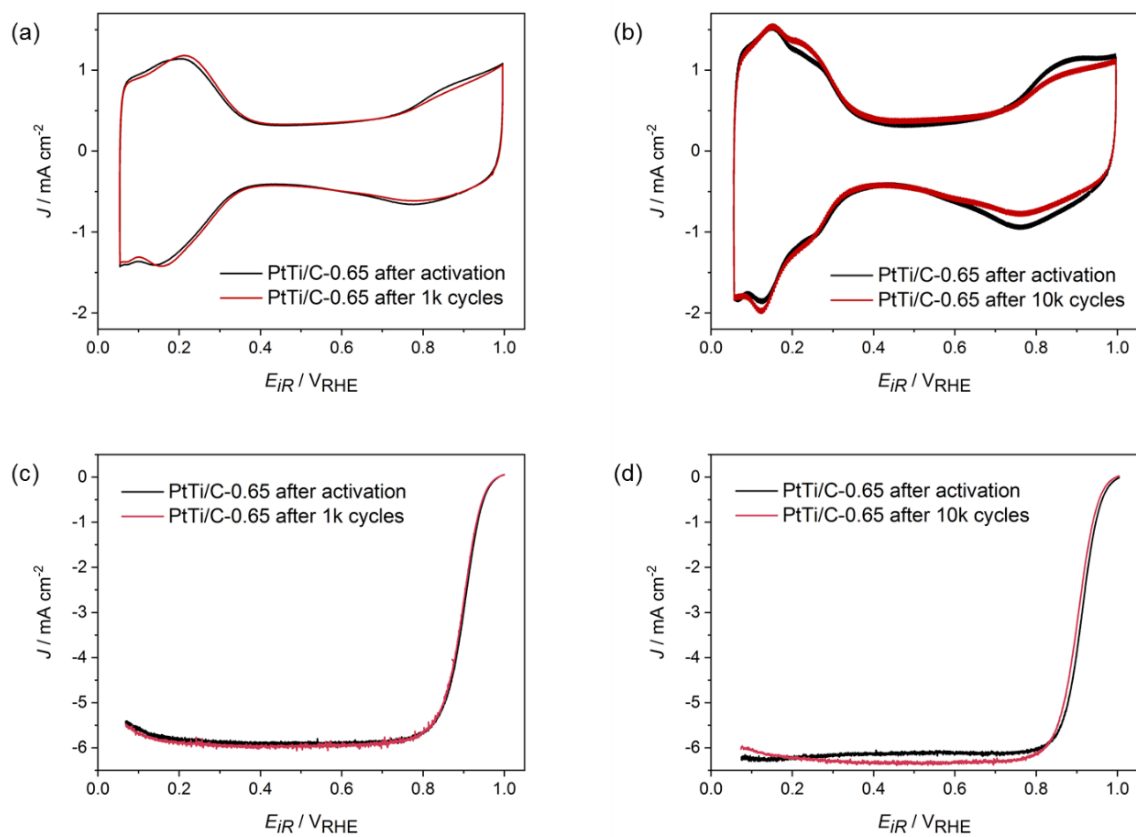 (a)
1
0
-1
-2
J / mA cm-2
PtTi/C-0.65 after activation
PtTi/C-0.65 after 1k cycles
0.0 0.2 0.4 0.6 0.8 1.0
EiR / VRHE
(b)
1
0
-1
-2
J / mA cm-2
PtTi/C-0.65 after activation
PtTi/C-0.65 after 10k cycles
0.0 0.2 0.4 0.6 0.8 1.0
EiR / VRHE
(c)
0
-1
-2
-3
-4
-5
-6
J / mA cm-2
PtTi/C-0.65 after activation
PtTi/C-0.65 after 1k cycles
0.0 0.2 0.4 0.6 0.8 1.0
EiR / VRHE
(d)
0
-1
-2
-3
-4
-5
-6
J / mA cm-2
PtTi/C-0.65 after activation
PtTi/C-0.65 after 10k cycles
0.0 0.2 0.4 0.6 0.8 1.0
EiR / VRHE